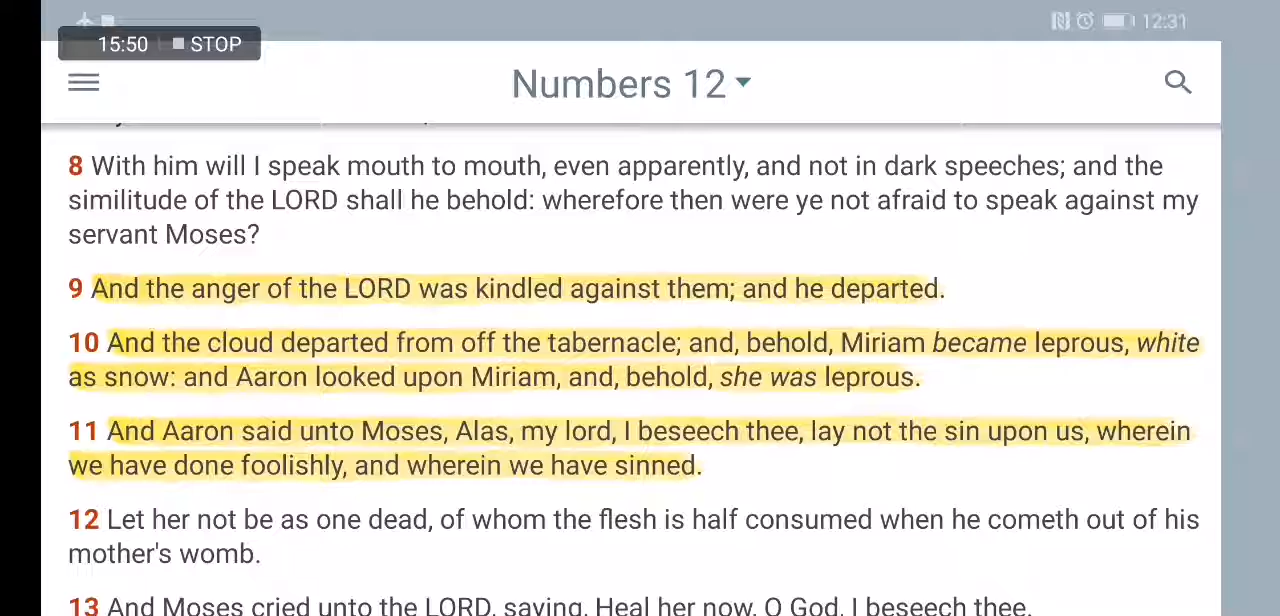 12:31
15:50 STOP
Numbers 12
8 With him will I speak mouth to mouth, even apparently, and not in dark speeches; and the
similitude of the LORD shall he behold: wherefore then were ye not afraid to speak against my
servant Moses?
9 And the anger of the LORD was kindled against them; and he departed.
10 And the cloud departed from off the tabernacle; and, behold, Miriam became leprous, white
as snow: and Aaron looked upon Miriam, and, behold, she was leprous.
11 And Aaron said unto Moses, Alas, my lord, I beseech thee, lay not the sin upon us, wherein
we have done foolishly, and wherein we have sinned.
12 Let her not be as one dead, of whom the flesh is half consumed when he cometh out of his
mother's womb.
13 And Moses cried unto the LORD, saying, Heal her now, O God, I beseech thee.